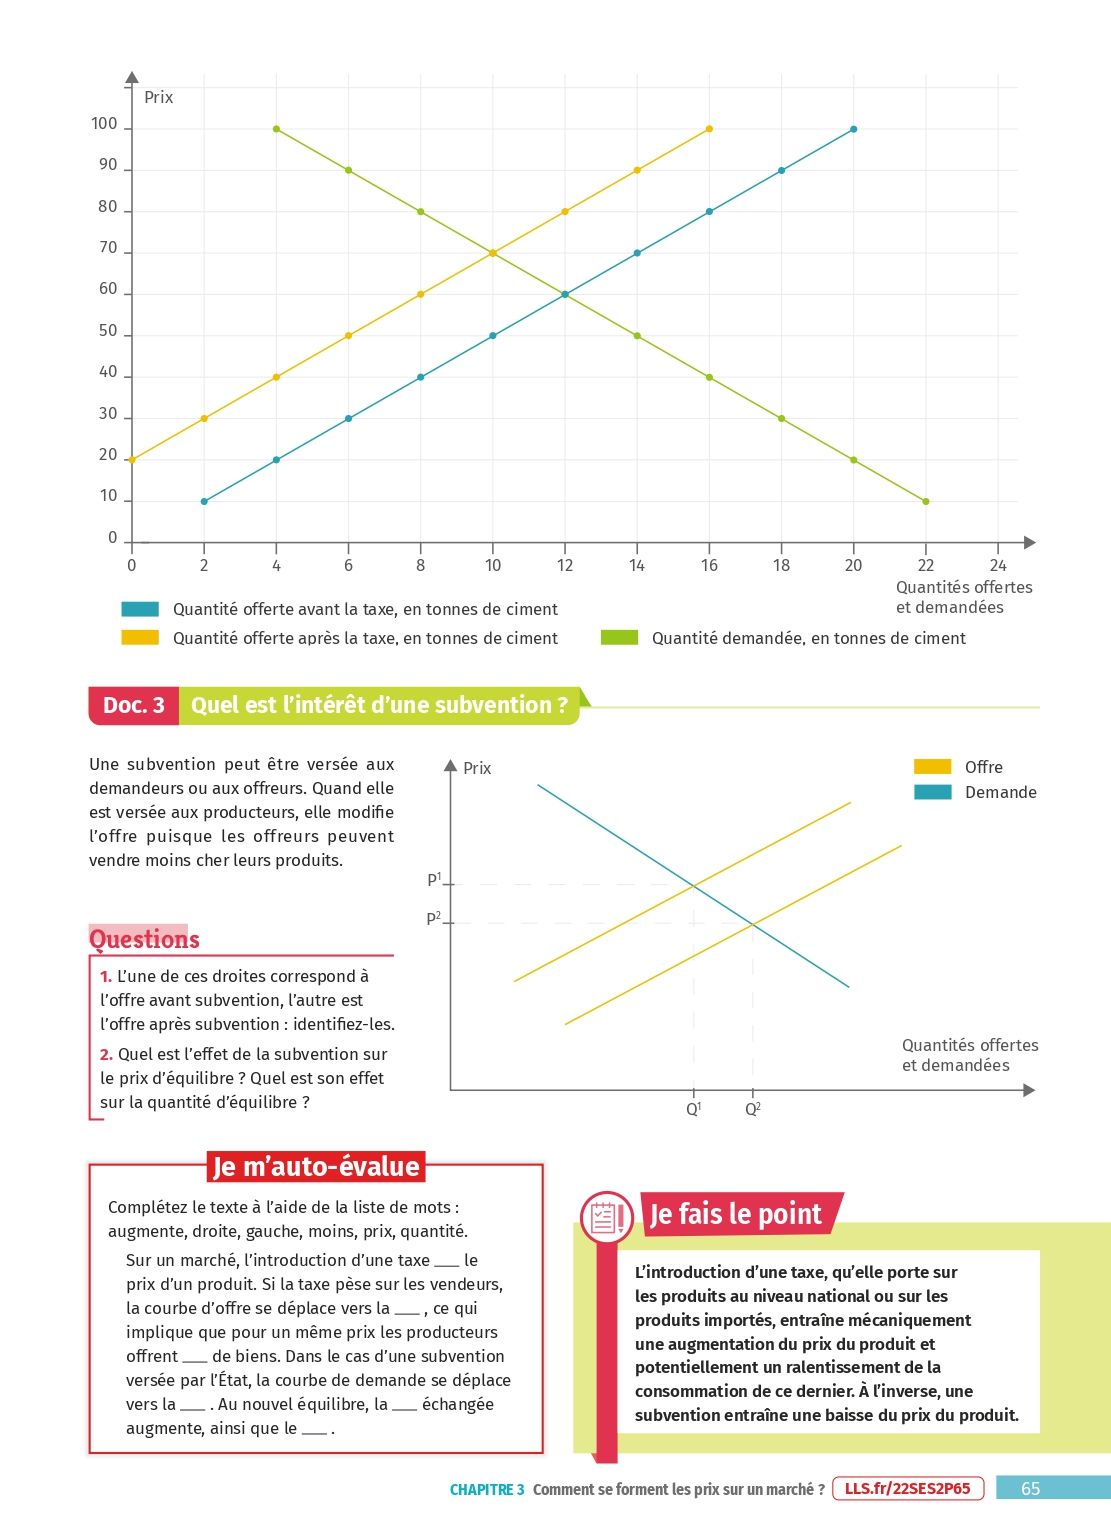 Prix
100
90
80
70
60
50
40
30
20
10
0
0 2 4 6 8 10 12 14 16 18 20 22 24
Quantités offertes
et demandées
Quantité offerte avant la taxe, en tonnes de ciment
Quantité offerte après la taxe, en tonnes de ciment
Quantité demandée, en tonnes de ciment
Doc. 3 Quel est l'intérêt d'une subvention ?
Une subvention peut être versée aux
demandeurs ou aux offreurs. Quand elle
est versée aux producteurs, elle modifie
l'offre puisque les offreurs peuvent
vendre moins cher leurs produits.
Questions
1. L'une de ces droites correspond à
l'offre avant subvention, l'autre est
l'offre après subvention : identifiez-les.
2. Quel est l'effet de la subvention sur
le prix d'équilibre ? Quel est son effet
sur la quantité d'équilibre ?
Prix
Offre
Demande
P¹
P²
Quantités offertes
et demandées
Q¹ Q²
Je m'auto-évalue
Complétez le texte à l'aide de la liste de mots :
augmente, droite, gauche, moins, prix, quantité.
Sur un marché, l'introduction d'une taxe ___ le
prix d'un produit. Si la taxe pèse sur les vendeurs,
la courbe d'offre se déplace vers la ___ , ce qui
implique que pour un même prix les producteurs
offrent ___ de biens. Dans le cas d'une subvention
versée par l'État, la courbe de demande se déplace
vers la ___ . Au nouvel équilibre, la ___ échangée
augmente, ainsi que le ___ .
Je fais le point
L'introduction d'une taxe, qu'elle porte sur
les produits au niveau national ou sur les
produits importés, entraîne mécaniquement
une augmentation du prix du produit et
potentiellement un ralentissement de la
consommation de ce dernier. À l'inverse, une
subvention entraîne une baisse du prix du produit.
CHAPITRE 3 Comment se forment les prix sur un marché ? LLS.fr/22SES2P65 65